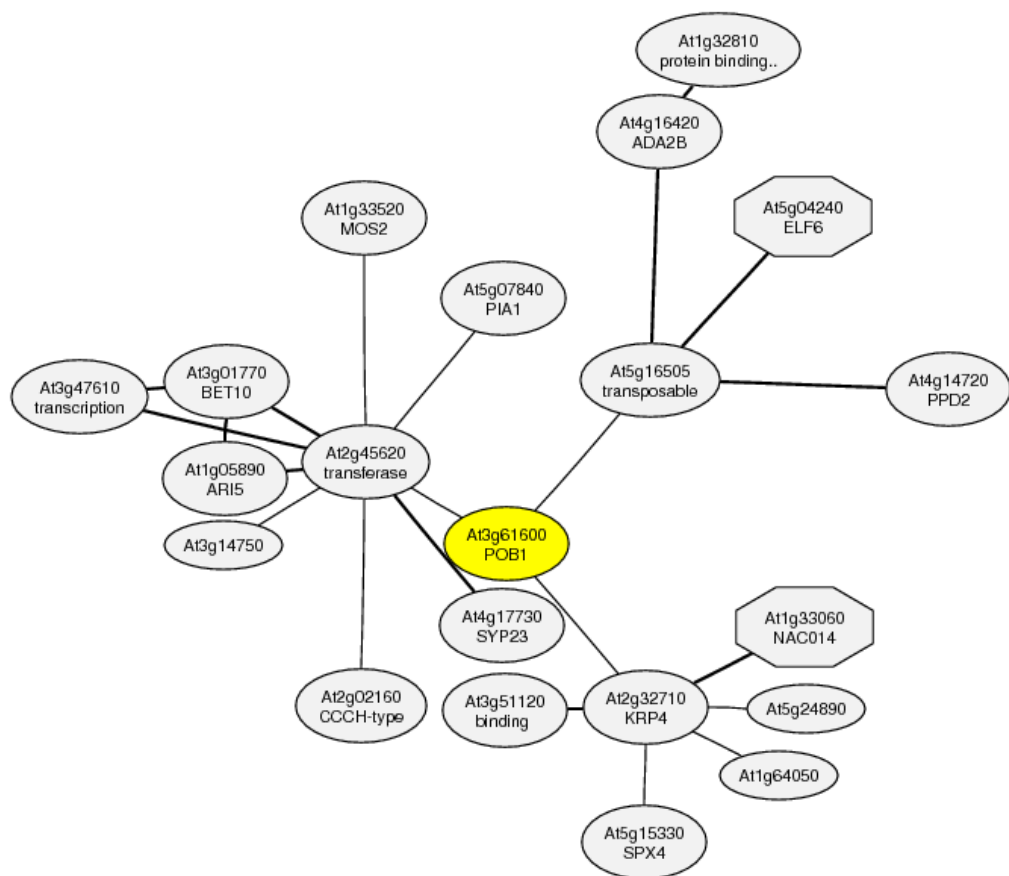 At1g32810
protein binding..
At4g16420
ADA2B
At1g33520
MOS2
At5g04240
ELF6
At5g07840
PIA1
At3g01770
BET10
At3g47610
transcription
At5g16505
transposable
At4g14720
PPD2
At2g45620
transferase
At1g05890
ARI5
At3g14750
At3g61600
POB1
At4g17730
SYP23
At1g33060
NAC014
At2g02160
CCCH-type
At3g51120
binding
At2g32710
KRP4
At5g24890
At1g64050
At5g15330
SPX4